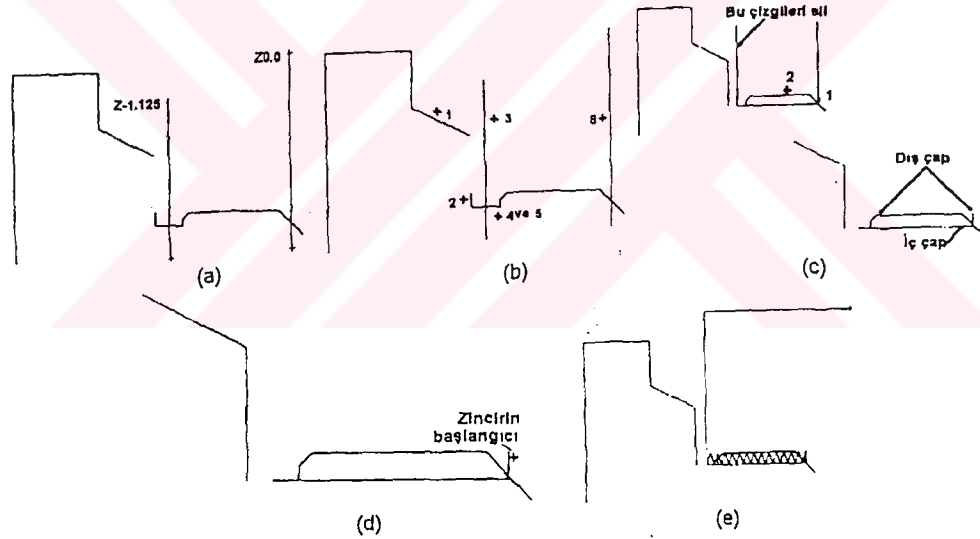 Z-1.125
Z0.0
(a)
+ 1
+ 3
8+
2 +
+ 4ve 5
(b)
Bu çizgileri sil
2
+
1
Dış çap
İç çap
(c)
Zincirin
başlangıcı
+
(d)
(e)